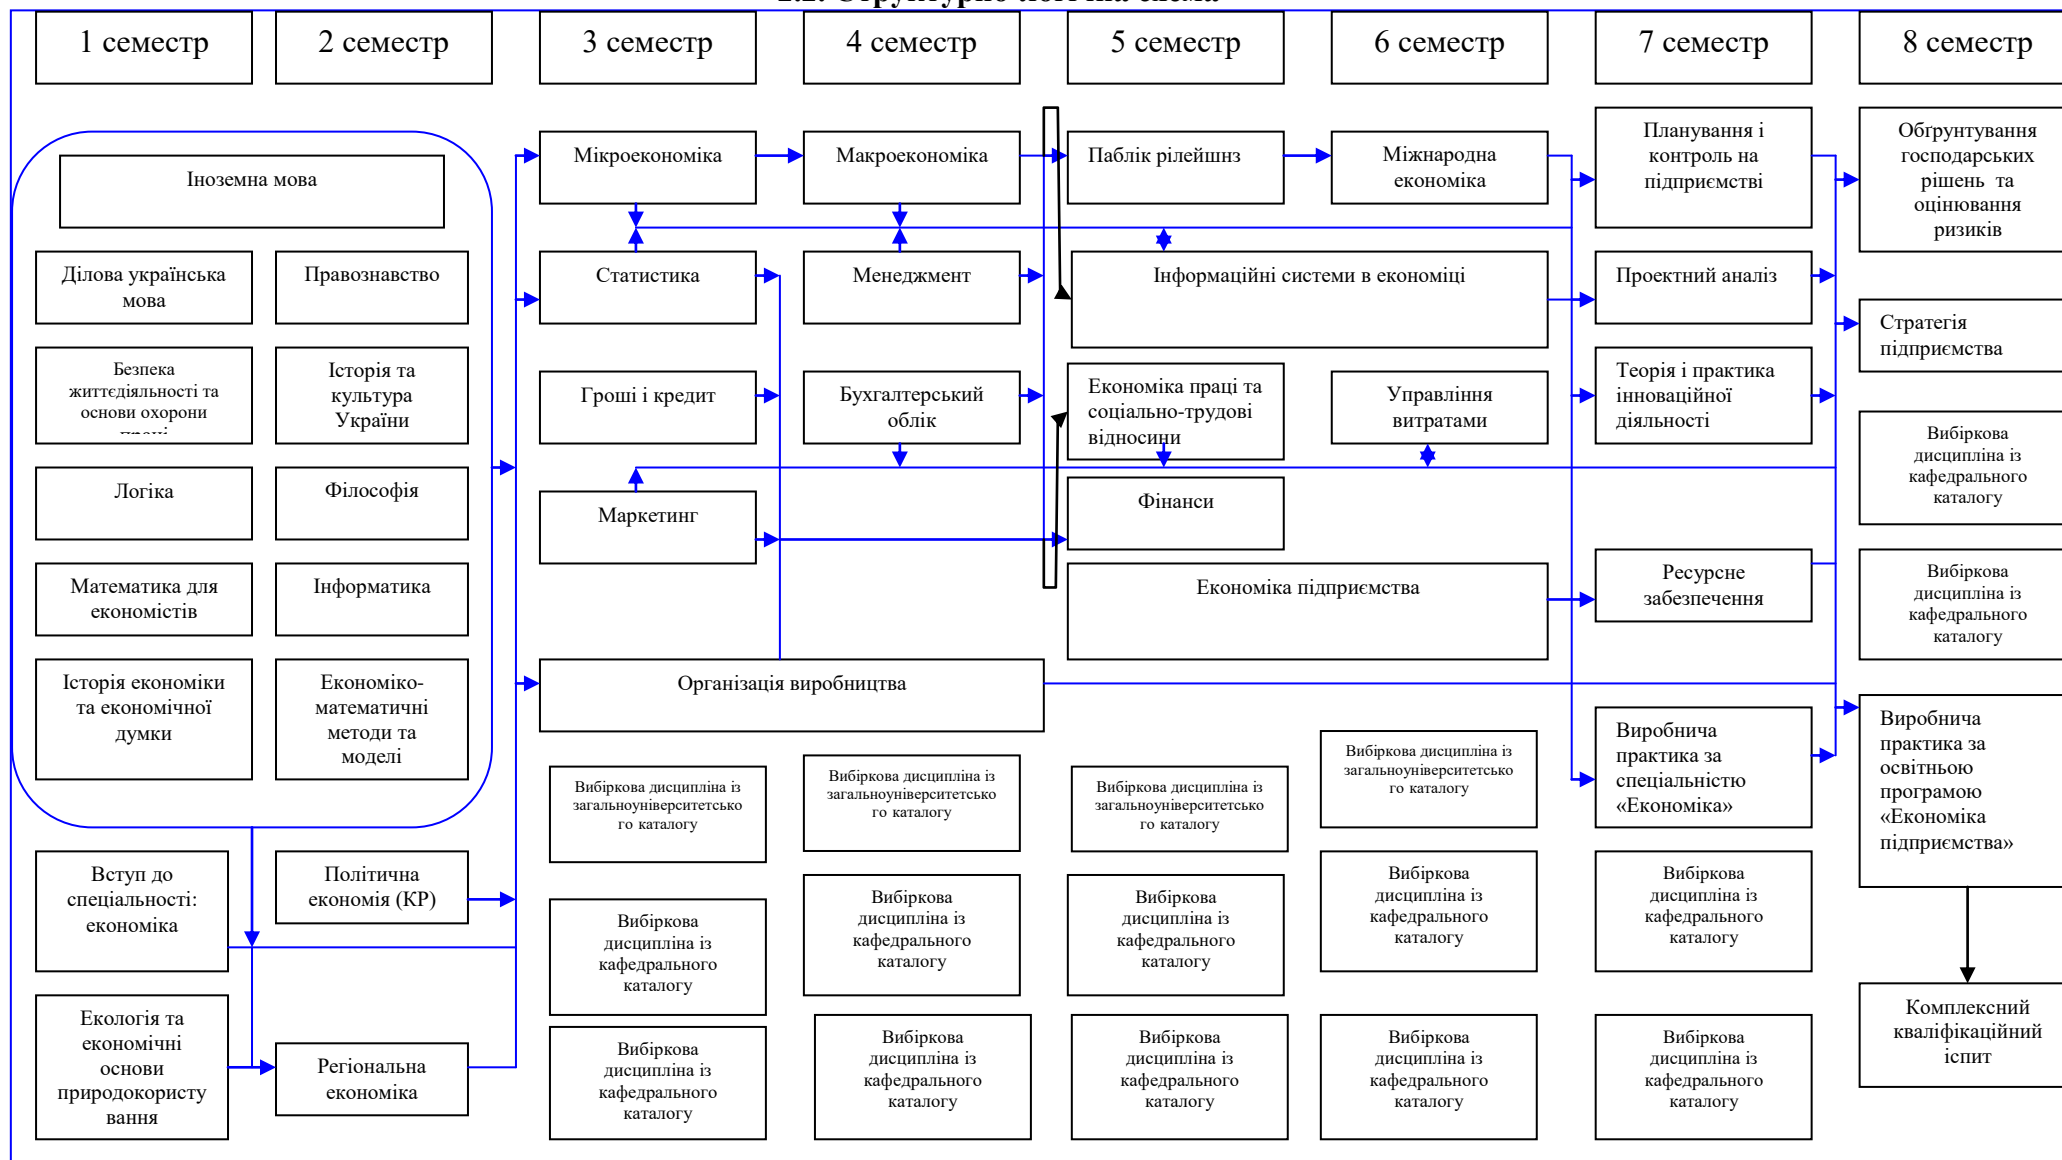 2.2. Структурно-логічна схема
1 семестр
2 семестр
3 семестр
4 семестр
5 семестр
6 семестр
7 семестр
8 семестр
Іноземна мова
Ділова українська
мова
Правознавство
Безпека
життєдіяльності та
основи охорони
праці
Історія та
культура
України
Логіка
Філософія
Математика для
економістів
Інформатика
Історія економіки
та економічної
думки
Економіко-
математичні
методи та
моделі
Вступ до
спеціальності:
економіка
Політична
економія (КР)
Екологія та
економічні
основи
природокористу
вання
Регіональна
економіка
Мікроекономіка
Статистика
Гроші і кредит
Маркетинг
Організація виробництва
Вибіркова дисципліна із
загальноуніверситетсько
го каталогу
Вибіркова
дисципліна із
кафедрального
каталогу
Вибіркова
дисципліна із
кафедрального
каталогу
Макроекономіка
Менеджмент
Бухгалтерський
облік
Вибіркова дисципліна із
загальноуніверситетсько
го каталогу
Вибіркова
дисципліна із
кафедрального
каталогу
Вибіркова
дисципліна із
кафедрального
каталогу
Паблік рілейшнз
Інформаційні системи в економіці
Економіка праці та
соціально-трудові
відносини
Фінанси
Економіка підприємства
Вибіркова дисципліна із
загальноуніверситетсько
го каталогу
Вибіркова
дисципліна із
кафедрального
каталогу
Вибіркова
дисципліна із
кафедрального
каталогу
Міжнародна
економіка
Управління
витратами
Вибіркова дисципліна із
загальноуніверситетсько
го каталогу
Вибіркова
дисципліна із
кафедрального
каталогу
Вибіркова
дисципліна із
кафедрального
каталогу
Планування і
контроль на
підприємстві
Проектний аналіз
Теорія і практика
інноваційної
діяльності
Ресурсне
забезпечення
Виробнича
практика за
спеціальністю
«Економіка»
Вибіркова
дисципліна із
кафедрального
каталогу
Вибіркова
дисципліна із
кафедрального
каталогу
Обґрунтування
господарських
рішень та
оцінювання
ризиків
Стратегія
підприємства
Вибіркова
дисципліна із
кафедрального
каталогу
Вибіркова
дисципліна із
кафедрального
каталогу
Виробнича
практика за
освітньою
програмою
«Економіка
підприємства»
Комплексний
кваліфікаційний
іспит